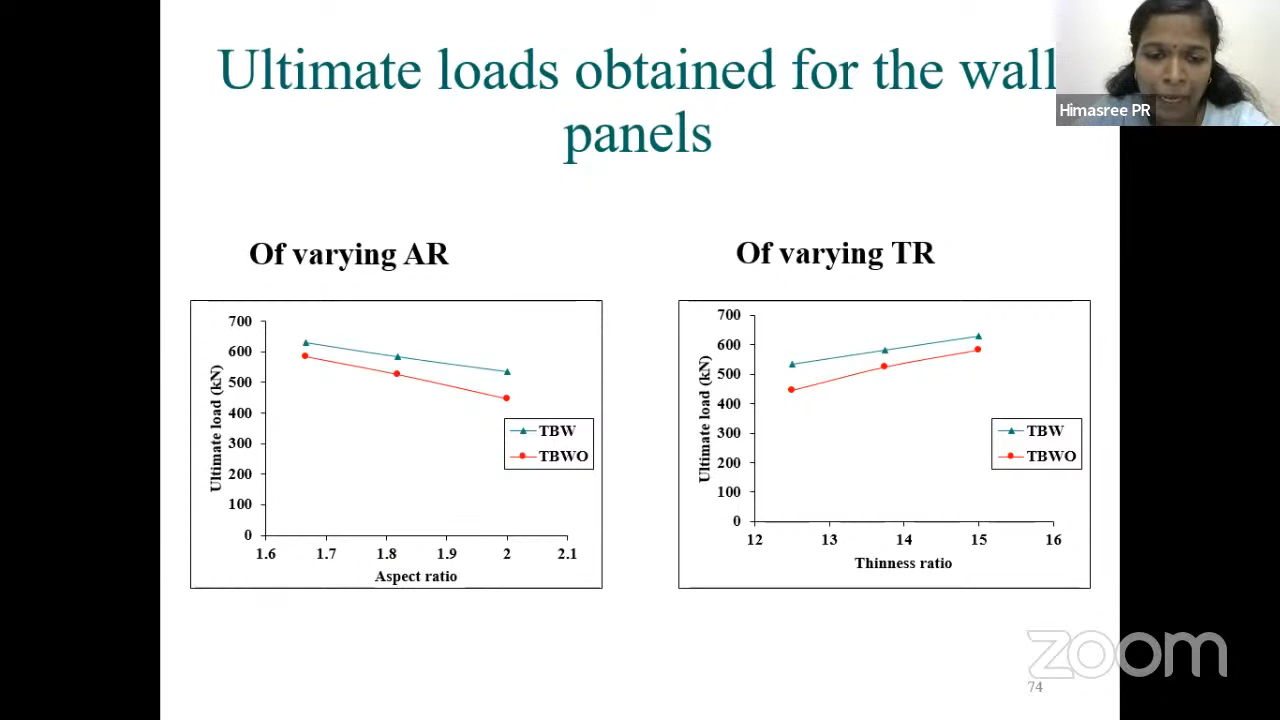 Ultimate loads obtained for the wall
panels
Himasree PR
Of varying AR
Of varying TR
700
600
500
400
300
200
100
0
Ultimate load (kN)
1.6 1.7 1.8 1.9 2 2.1
Aspect ratio
TBW
TBWO
700
600
500
400
300
200
100
0
Ultimate load (kN)
12 13 14 15 16
Thinness ratio
TBW
TBWO
zoom
74